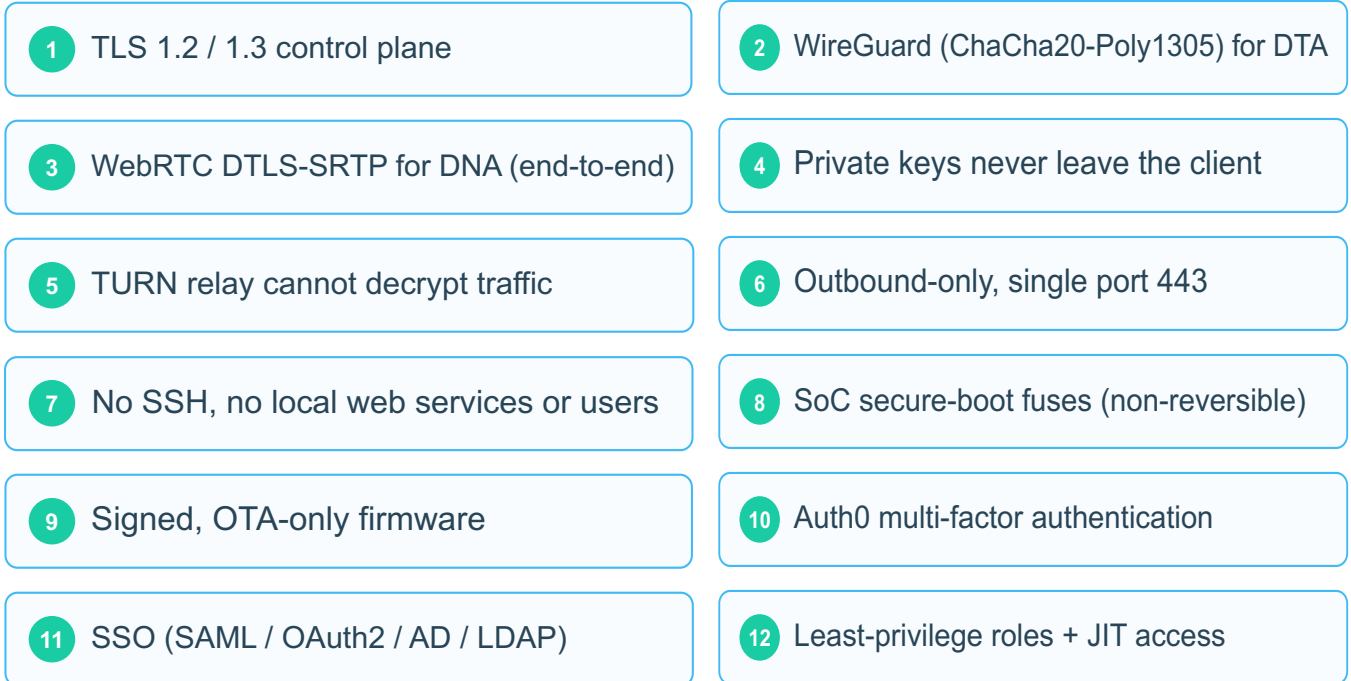 1 TLS 1.2 / 1.3 control plane
2 WireGuard (ChaCha20-Poly1305) for DTA
3 WebRTC DTLS-SRTP for DNA (end-to-end)
4 Private keys never leave the client
5 TURN relay cannot decrypt traffic
6 Outbound-only, single port 443
7 No SSH, no local web services or users
8 SoC secure-boot fuses (non-reversible)
9 Signed, OTA-only firmware
10 Auth0 multi-factor authentication
11 SSO (SAML / OAuth2 / AD / LDAP)
12 Least-privilege roles + JIT access